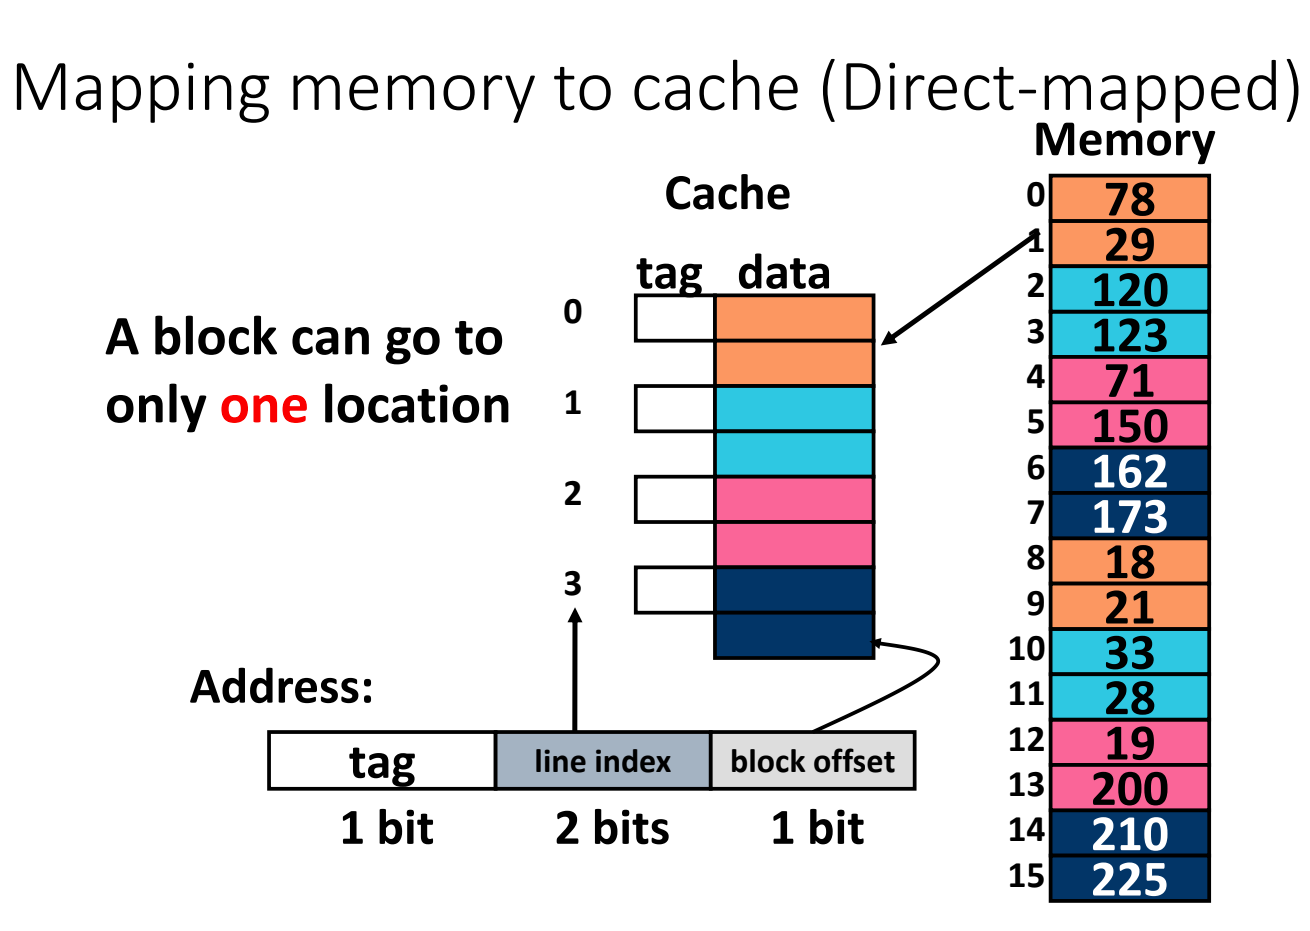 Mapping memory to cache (Direct-mapped)
Memory
Cache
tag data
A block can go to
only one location
0
1
2
3
Address:
tag line index block offset
1 bit 2 bits 1 bit
0 78
1 29
2 120
3 123
4 71
5 150
6 162
7 173
8 18
9 21
10 33
11 28
12 19
13 200
14 210
15 225